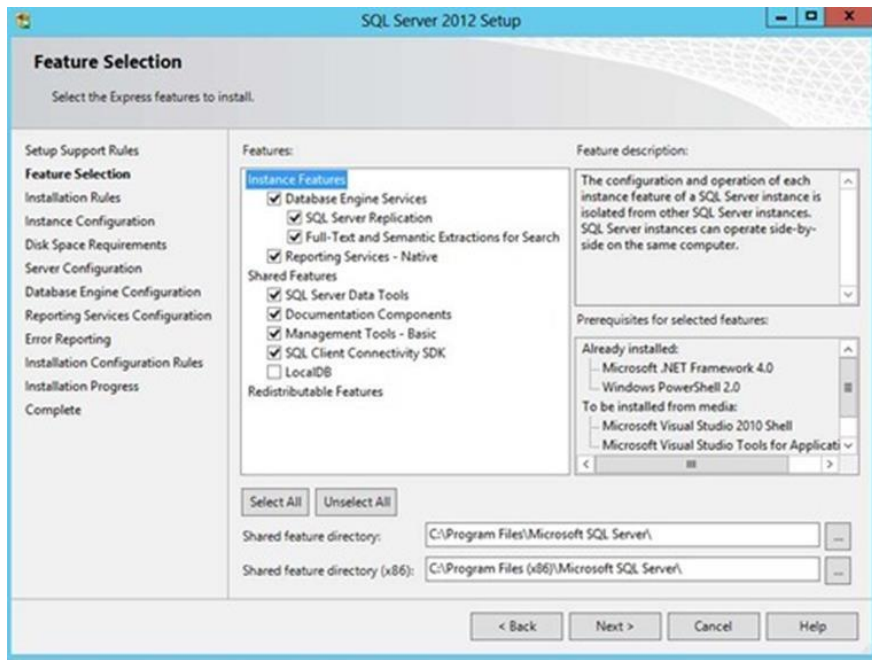 SQL Server 2012 Setup
Feature Selection
Select the Express features to install.
Setup Support Rules
Feature Selection
Installation Rules
Instance Configuration
Disk Space Requirements
Server Configuration
Database Engine Configuration
Reporting Services Configuration
Error Reporting
Installation Configuration Rules
Installation Progress
Complete
Features:
Instance Features
Database Engine Services
SQL Server Replication
Full-Text and Semantic Extractions for Search
Reporting Services - Native
Shared Features
SQL Server Data Tools
Documentation Components
Management Tools - Basic
SQL Client Connectivity SDK
LocalDB
Redistributable Features
Feature description:
The configuration and operation of each
instance feature of a SQL Server instance is
isolated from other SQL Server instances.
SQL Server instances can operate side-by-
side on the same computer.
Prerequisites for selected features:
Already installed:
Microsoft .NET Framework 4.0
Windows PowerShell 2.0
To be installed from media:
Microsoft Visual Studio 2010 Shell
Microsoft Visual Studio Tools for Applicati
Select All
Unselect All
Shared feature directory:
C:\Program Files\Microsoft SQL Server\
...
Shared feature directory (x86):
C:\Program Files (x86)\Microsoft SQL Server\
...
< Back
Next >
Cancel
Help